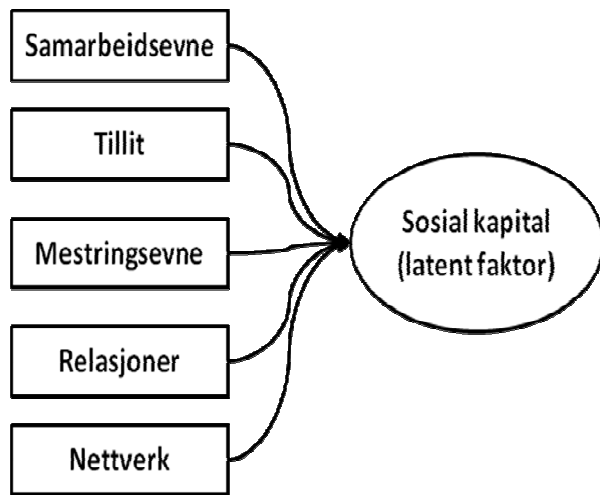 Samarbeidsevne
Tillit
Mestringsevne
Relasjoner
Nettverk
Sosial kapital
(latent faktor)